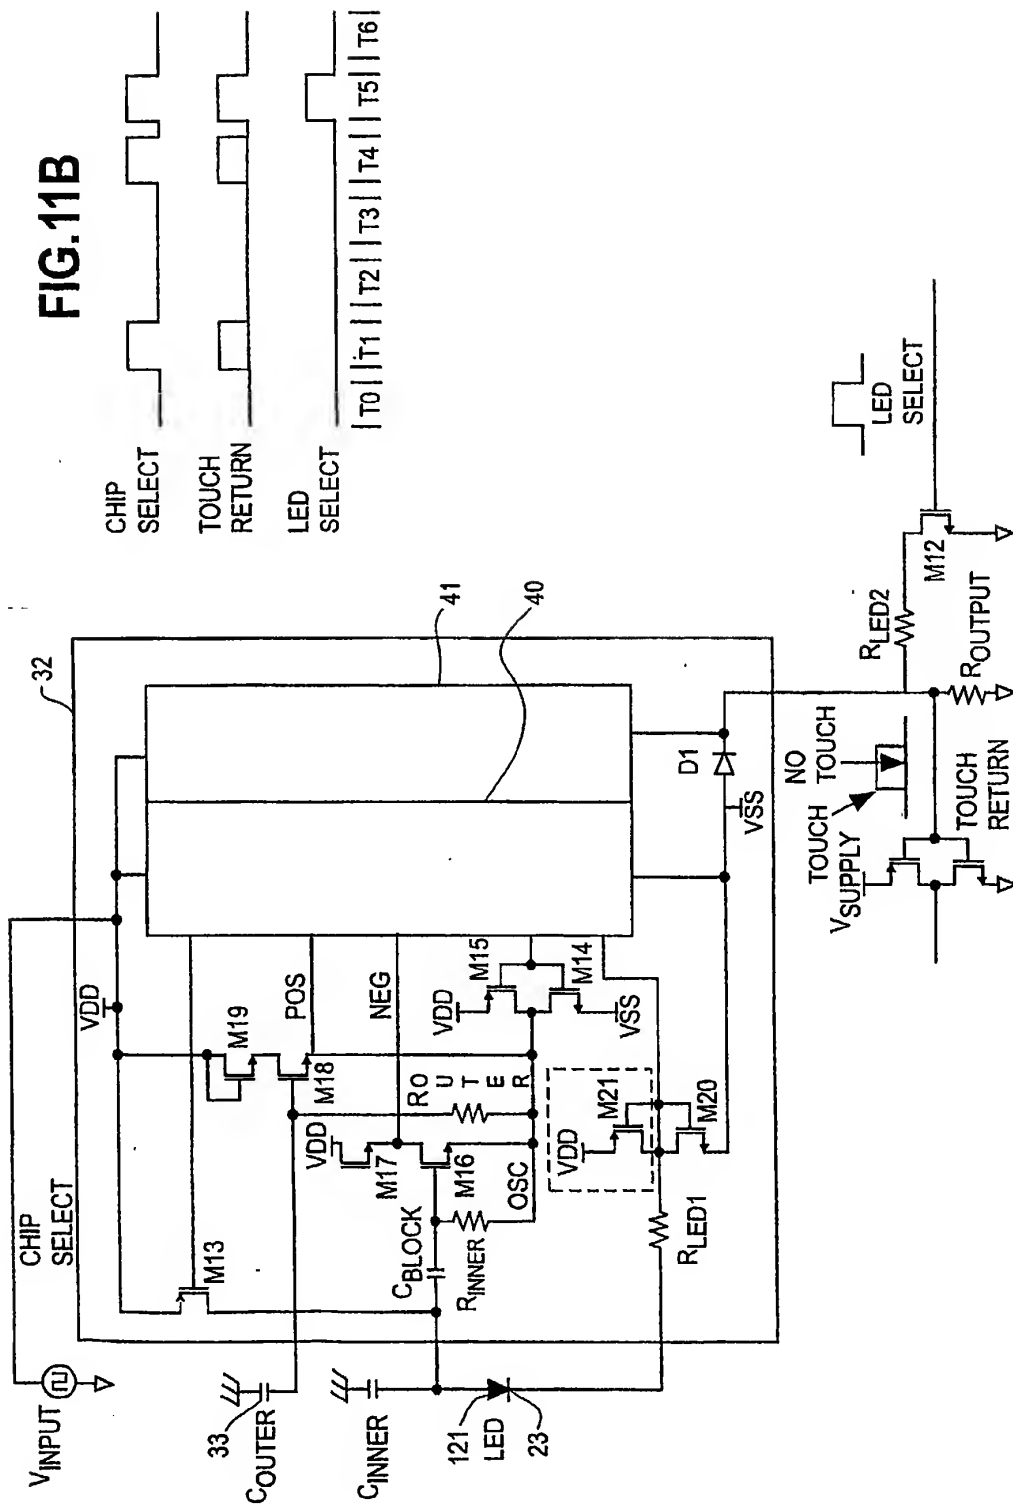 FIG.11B
CHIP
SELECT
TOUCH
RETURN
LED
SELECT
T0 T1 T2 T3 T4 T5 T6
32
41
40
VINPUT
CHIP
SELECT
VDD
M13
M19
POS
M18
33
COUTER
ROUTER
VDD
M17
NEG
M16
CBLOCK
RINNER
OSC
CINNER
VDD
M15
M14
VSS
121
LED
23
RLED1
VDD
M21
M20
D1
VSS
TOUCH
NO
TOUCH
VSUPPLY
TOUCH
RETURN
RLED2
ROUTPUT
M12
LED
SELECT